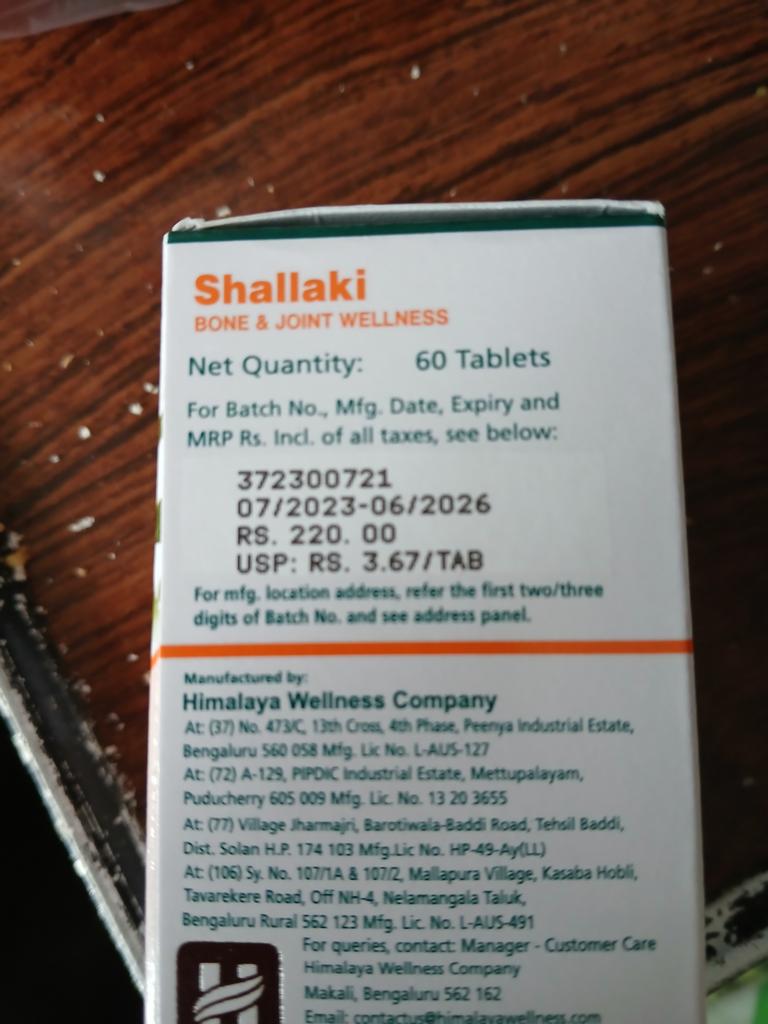 Shallaki
BONE & JOINT WELLNESS
Net Quantity: 60 Tablets
For Batch No., Mfg. Date, Expiry and
MRP Rs. Incl. of all taxes, see below:
372300721
07/2023-06/2026
RS. 220. 00
USP: RS. 3.67/TAB
For mfg. location address, refer the first two/three
digits of Batch No. and see address panel.
Manufactured by:
Himalaya Wellness Company
At: (37) No. 473/C, 13th Cross, 4th Phase, Peenya Industrial Estate,
Bengaluru 560 058 Mfg. Lic No. L-AUS-127
At: (72) A-129, PIPDIC Industrial Estate, Mettupalayam,
Puducherry 605 009 Mfg. Lic. No. 13 20 3655
At: (77) Village Jharmajri, Barotiwala-Baddi Road, Tehsil Baddi,
Dist. Solan H.P. 174 103 Mfg.Lic No. HP-49-Ay(LL)
At: (106) Sy. No. 107/1A & 107/2, Mallapura Village, Kasaba Hobli,
Tavarekere Road, Off NH-4, Nelamangala Taluk,
Bengaluru Rural 562 123 Mfg. Lic. No. L-AUS-491
For queries, contact: Manager - Customer Care
Himalaya Wellness Company
Makali, Bengaluru 562 162
Email: contactus@himalayawellness.com